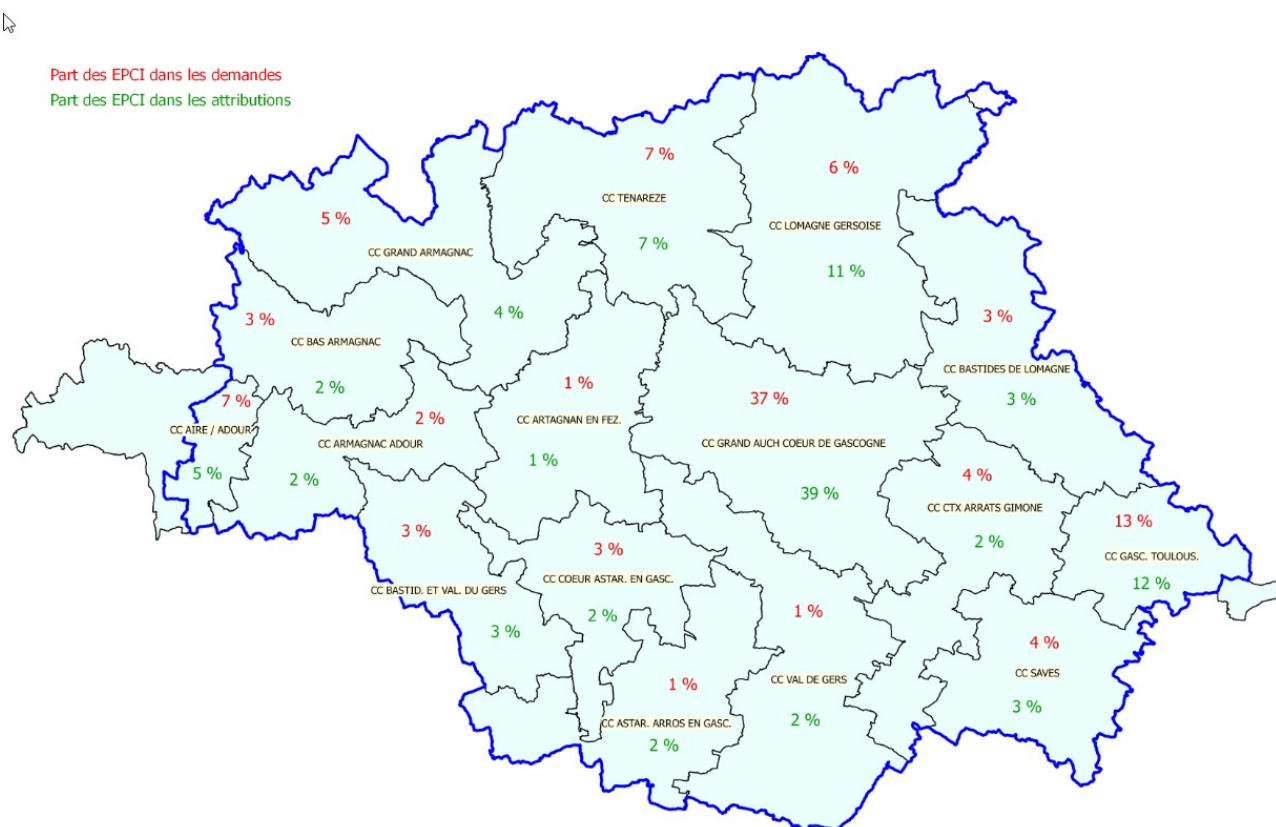 Part des EPCI dans les demandes
Part des EPCI dans les attributions
7 %
6 %
CC TENAREZE
5 %
CC LOMAGNE GERSOISE
7 %
CC GRAND ARMAGNAC
11 %
4 %
3 %
3 %
CC BAS ARMAGNAC
CC BASTIDES DE LOMAGNE
2 %
1 %
3 %
7 %
37 %
2 %
CC ARTAGNAN EN FEZ.
CC AIRE / ADOUR
CC ARMAGNAC ADOUR
CC GRAND AUCH COEUR DE GASCOGNE
1 %
5 %
2 %
4 %
39 %
CC CTX ARRATS GIMONE
13 %
3 %
2 %
3 %
CC GASC. TOULOUS.
CC COEUR ASTAR. EN GASC.
12 %
CC BASTID. ET VAL. DU GERS
2 %
1 %
3 %
4 %
CC SAVES
CC VAL DE GERS
1 %
3 %
2 %
CC ASTAR. ARROS EN GASC.
2 %